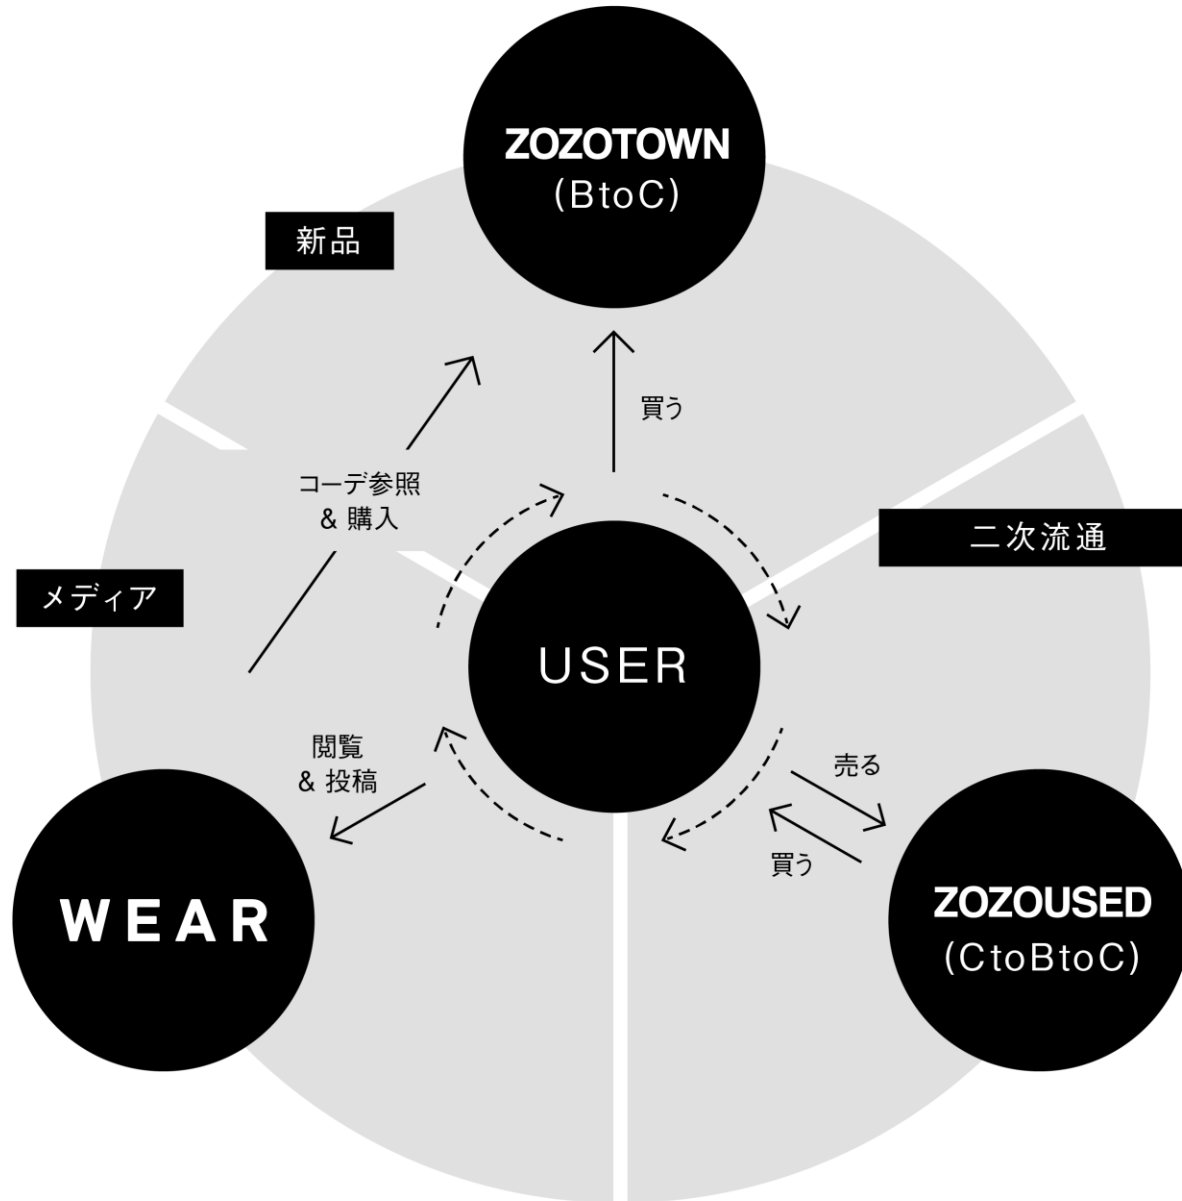 ZOZOTOWN
(BtoC)
新品
買う
コーデ参照
& 購入
二次流通
メディア
USER
閲覧
& 投稿
売る
買う
WEAR
ZOZOUSED
(CtoBtoC)